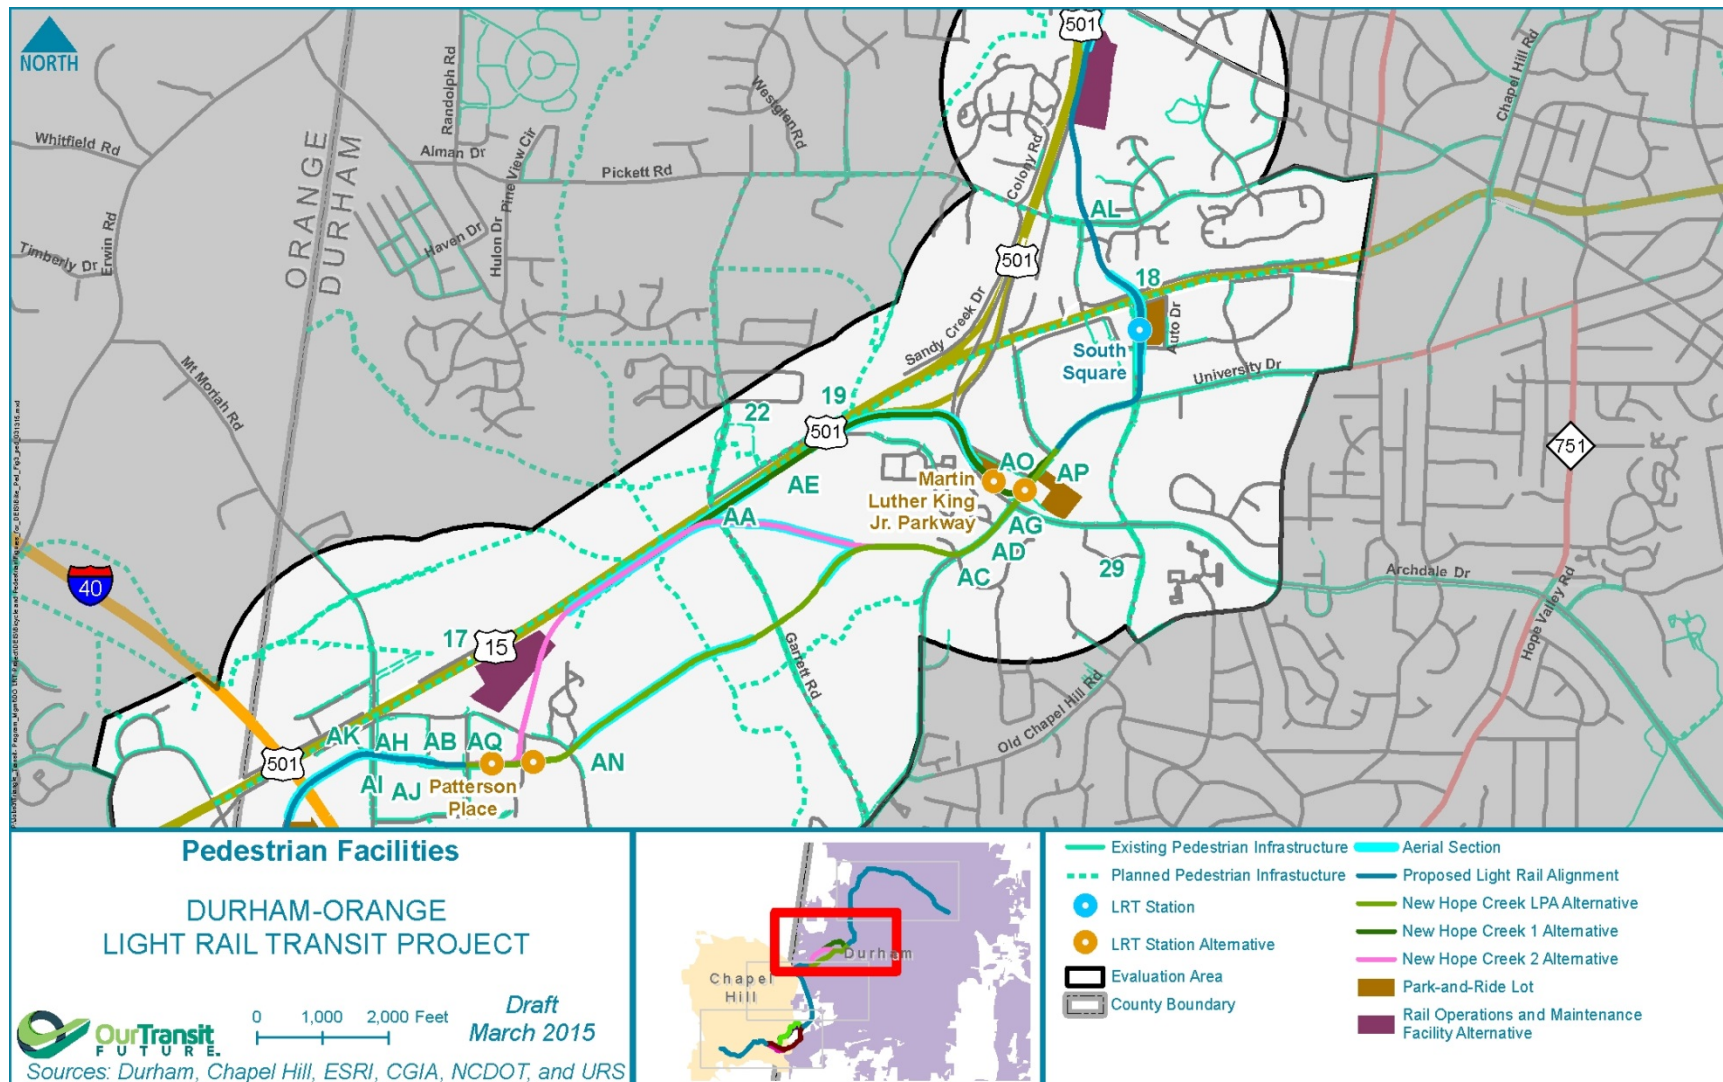 NORTH
501
Randolph Rd
Whitfield Rd
Alman Dr
Pine View Cir
Westglen Rd
Pickett Rd
Colony Rd
Chapel Hill Rd
ORANGE
DURHAM
AL
Erwin Rd
Timberly Dr
Haven Dr
Hulon Dr
501
18
Sandy Creek Dr
Auto Dr
South
Square
University Dr
Mt Moriah Rd
19
22
501
751
AE
AO
AP
Martin
Luther King
Jr. Parkway
AA
AG
AD
AC
29
Archdale Dr
Hope Valley Rd
40
17
15
Garrett Rd
Old Chapel Hill Rd
AK
AH
AB
AQ
AN
501
AI
AJ
Patterson
Place
Pedestrian Facilities
DURHAM-ORANGE
LIGHT RAIL TRANSIT PROJECT
0 1,000 2,000 Feet
Draft
March 2015
OurTransit
FUTURE.
Sources: Durham, Chapel Hill, ESRI, CGIA, NCDOT, and URS
Durham
Chapel
Hill
Existing Pedestrian Infrastructure
Planned Pedestrian Infrastucture
LRT Station
LRT Station Alternative
Evaluation Area
County Boundary
Aerial Section
Proposed Light Rail Alignment
New Hope Creek LPA Alternative
New Hope Creek 1 Alternative
New Hope Creek 2 Alternative
Park-and-Ride Lot
Rail Operations and Maintenance
Facility Alternative